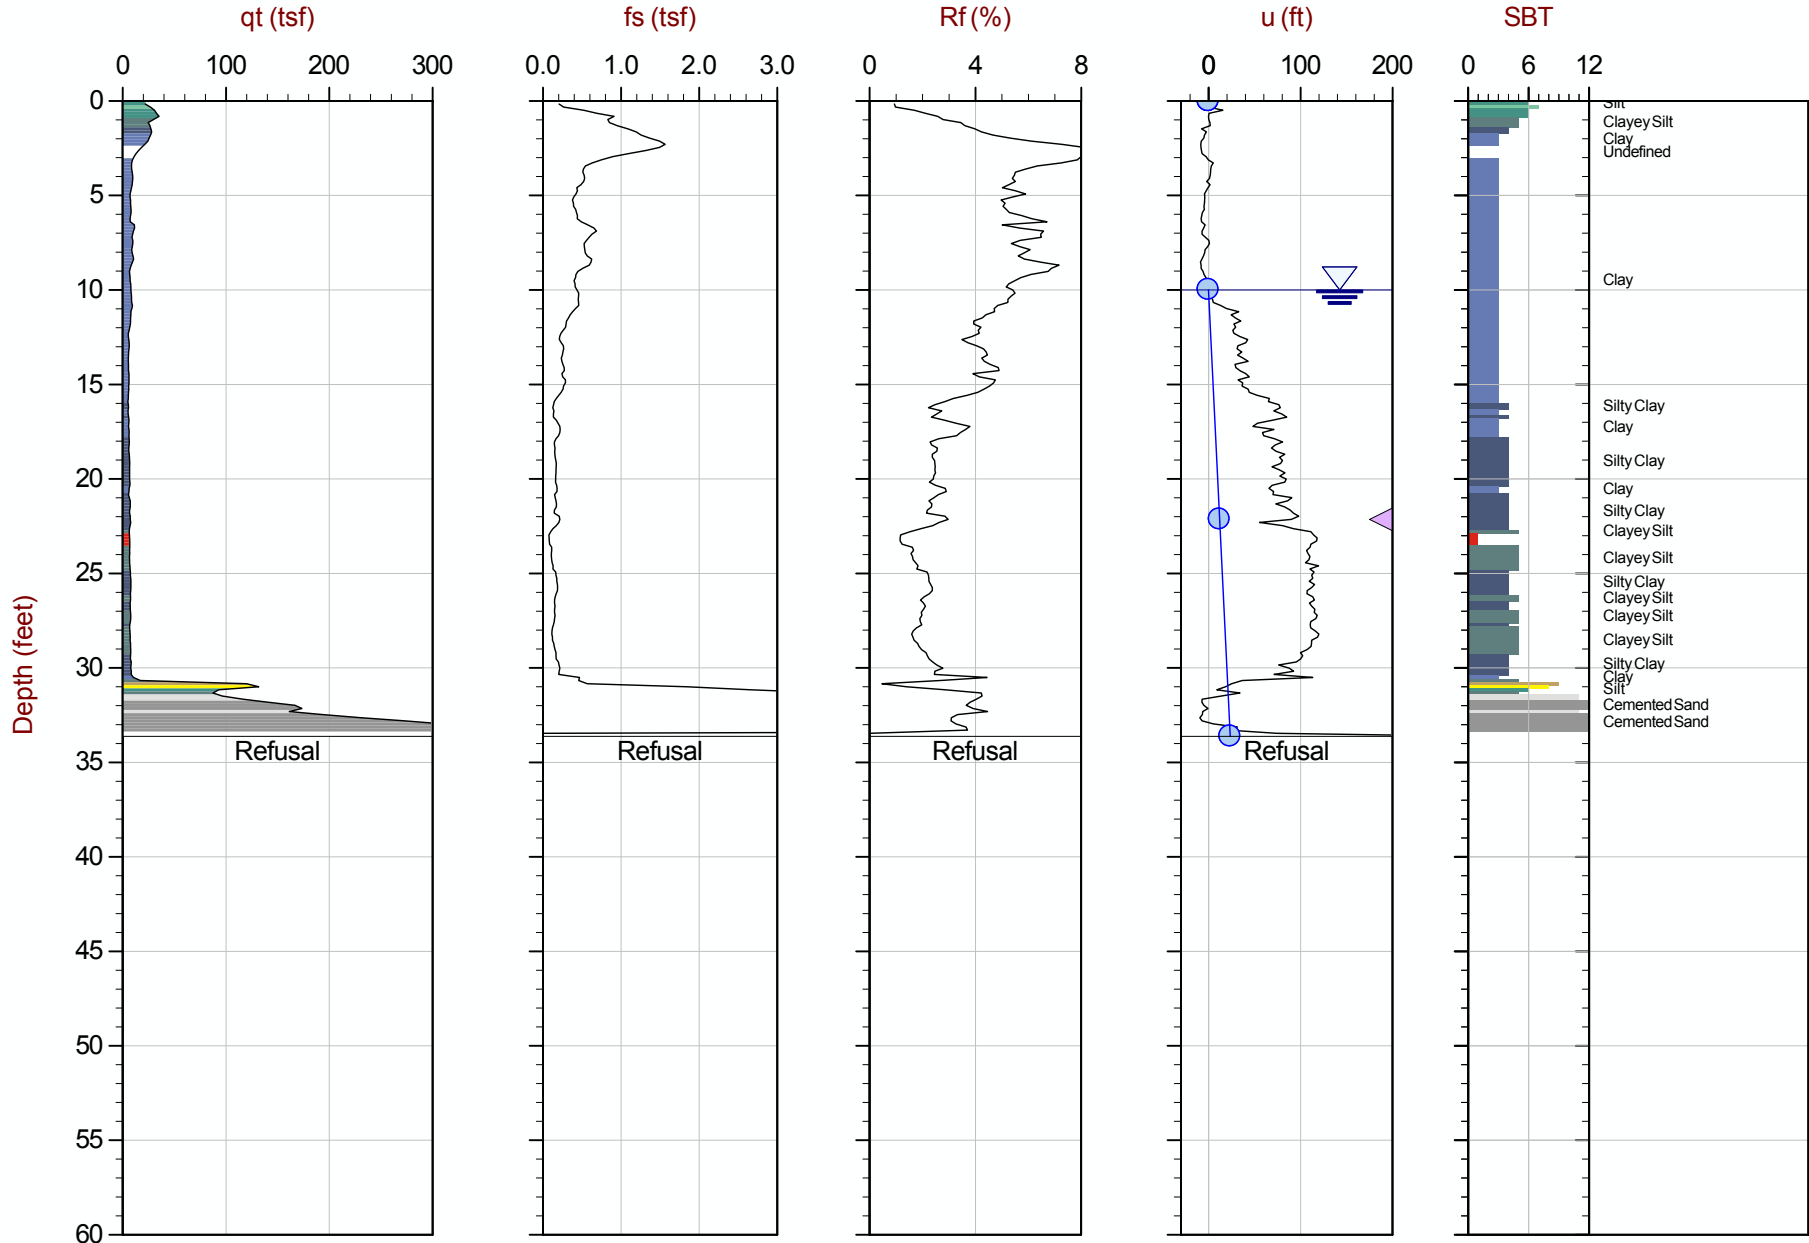 qt (tsf) fs (tsf) Rf (%) u (ft) SBT
0 100 200 300 0.0 1.0 2.0 3.0 0 4 8 0 100 200 0 6 12
0
Silt
Clayey Silt
Clay
Undefined
5
Clay
10
15
Silty Clay
Clay
Silty Clay
20
Clay
Silty Clay
Clayey Silt
Clayey Silt
25
Silty Clay
Clayey Silt
Clayey Silt
Clayey Silt
Silty Clay
30
Clay
Silt
Cemented Sand
Cemented Sand
Refusal Refusal Refusal Refusal
35
40
45
50
55
60
Depth (feet)